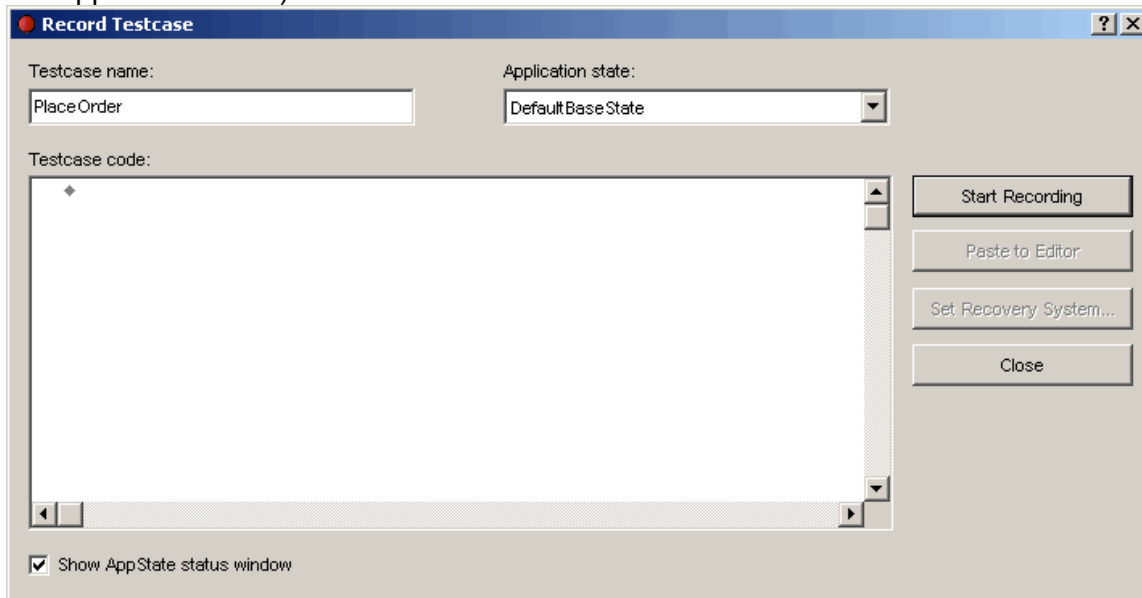 Record Testcase
Testcase name:
Application state:
PlaceOrder
DefaultBaseState
Testcase code:
Start Recording
Paste to Editor
Set Recovery System...
Close
Show AppState status window